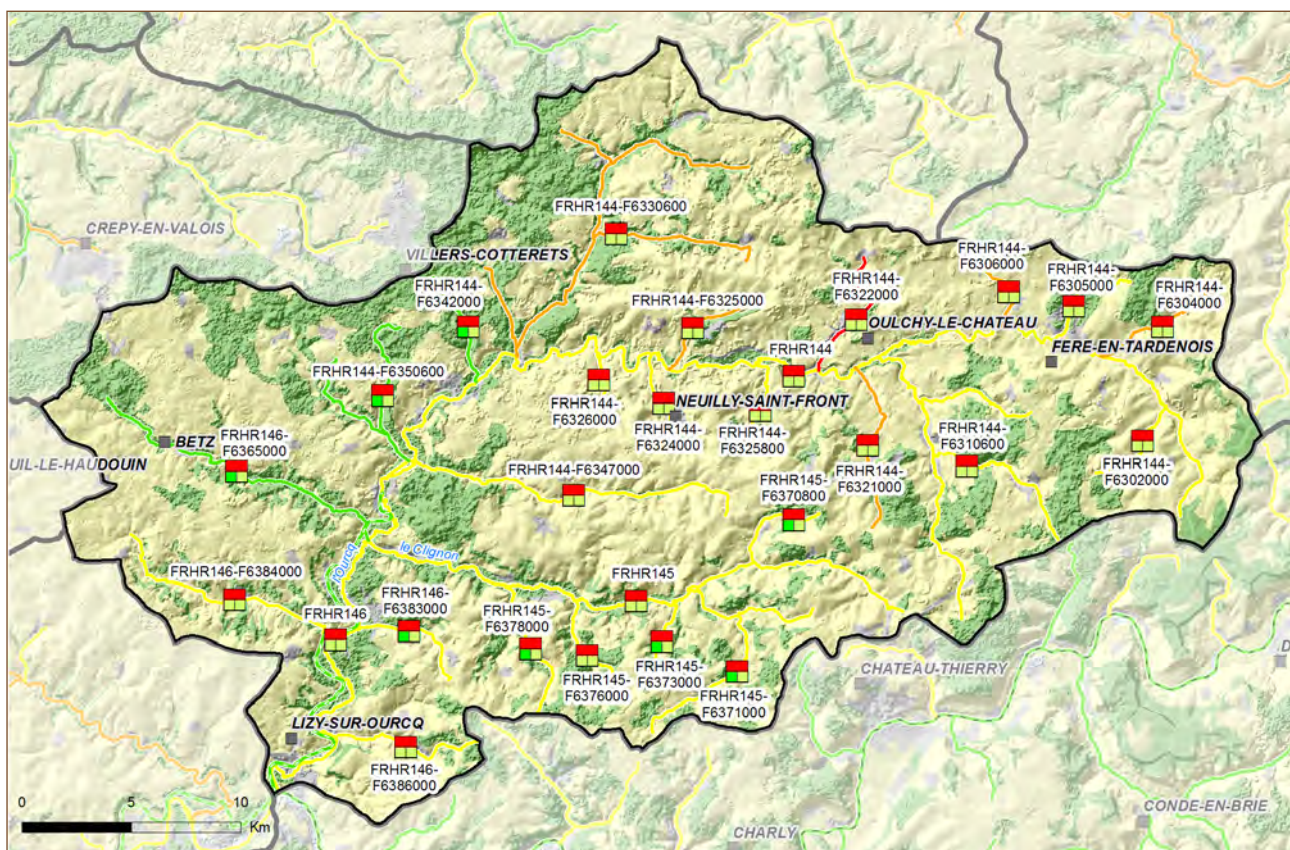 FRHR144-F6330600
CREPY-EN-VALOIS
VILLERS-COTTERETS
FRHR144-
F6342000
FRHR144-F6325000
FRHR144-
F6322000
FRHR144-
F6306000
FRHR144-
F6305000
FRHR144-
F6304000
OULCHY-LE-CHATEAU
FERE-EN-TARDENOIS
FRHR144
FRHR144-F6350600
FRHR144-
F6326000
NEUILLY-SAINT-FRONT
FRHR144-
F6324000
FRHR144-
F6325800
FRHR144-
F6321000
FRHR144-
F6310600
FRHR144-
F6302000
BETZ
FRHR146-
F6365000
UIL-LE-HAUDOUIN
FRHR144-F6347000
FRHR145-
F6370800
le Clignon
l'Ourcq
FRHR146-F6384000
FRHR146
FRHR146-
F6383000
FRHR145-
F6378000
FRHR145
FRHR145-
F6376000
FRHR145-
F6373000
FRHR145-
F6371000
CHATEAU-THIERRY
D
LIZY-SUR-OURCQ
FRHR146-
F6386000
CONDE-EN-BRIE
CHARLY
0 5 10
Km